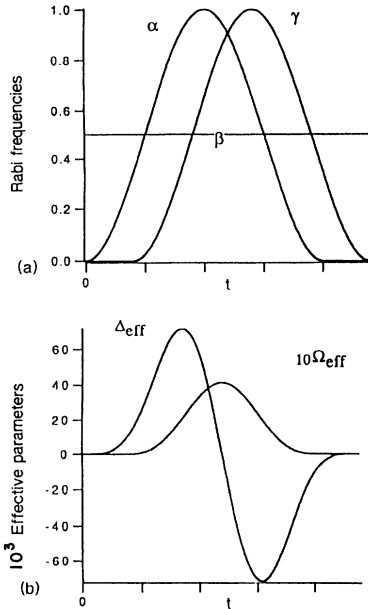 α
γ
1.0
0.8
0.6
0.4
0.2
0.0
Rabi frequencies
β
(a)
0
t
Δeff
10Ωeff
60
40
20
0
-20
-40
-60
10³ Effective parameters
(b)
0
t